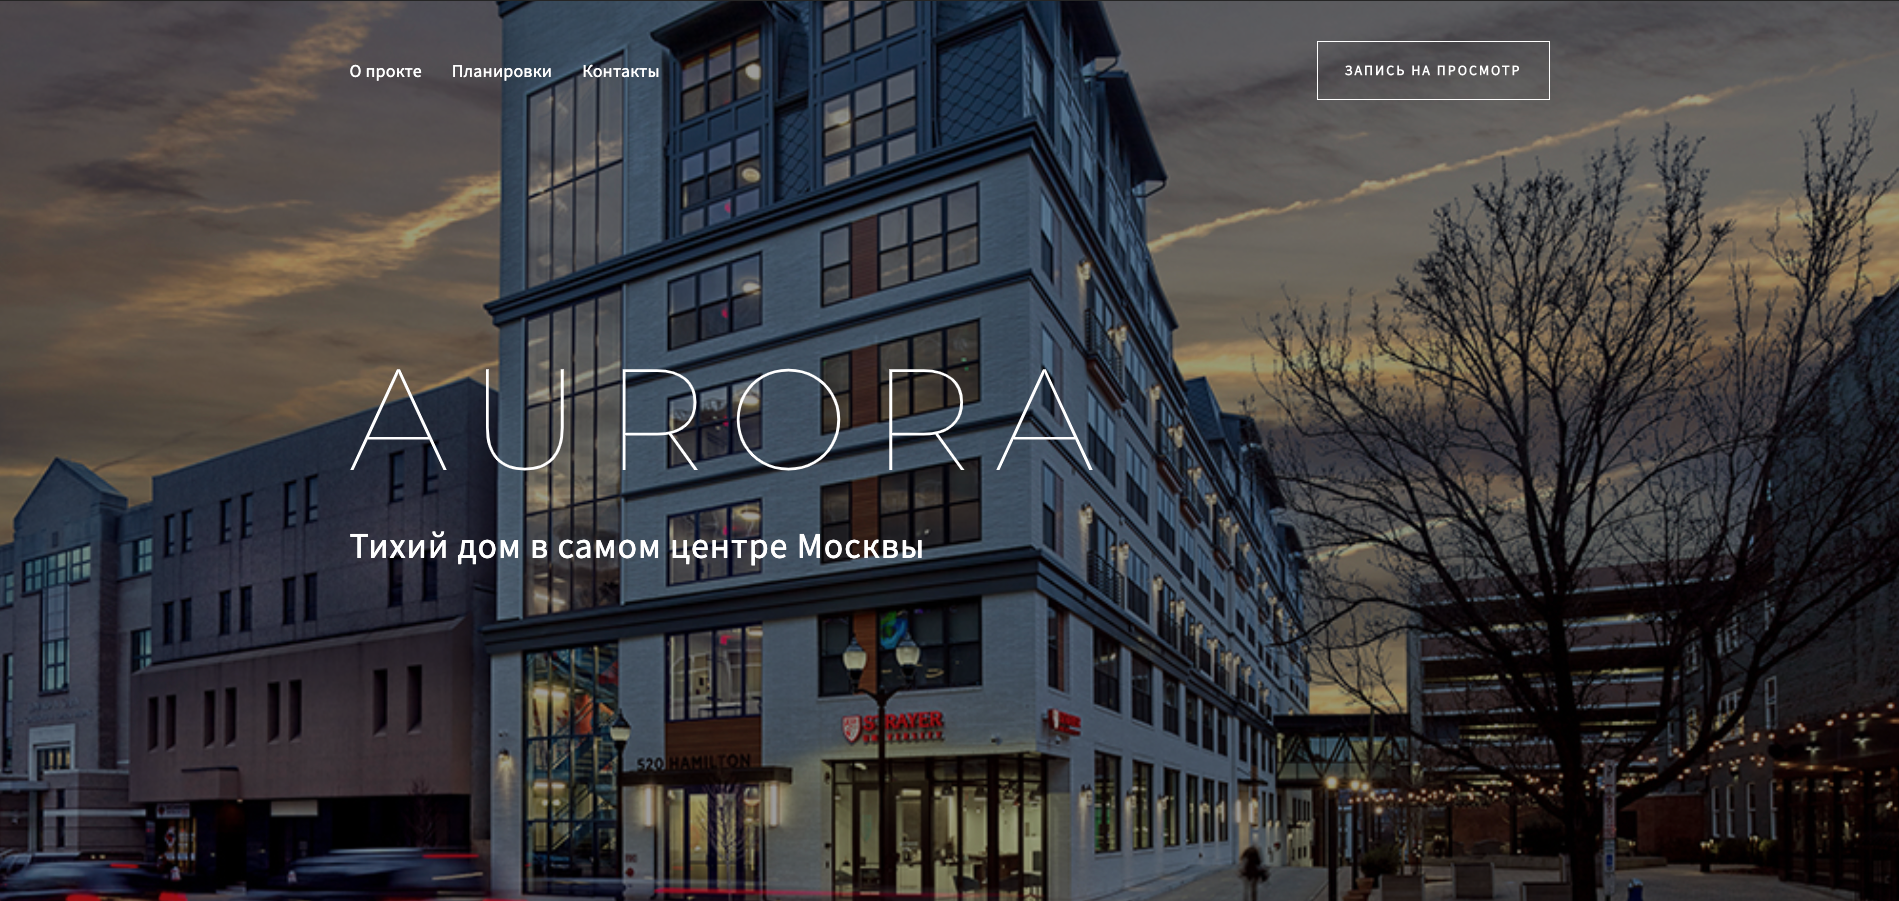 О прокте Планировки Контакты ЗАПИСЬ НА ПРОСМОТР
AURORA
Тихий дом в самом центре Москвы
STRAYER
UNIVERSITY
520 HAMILTON